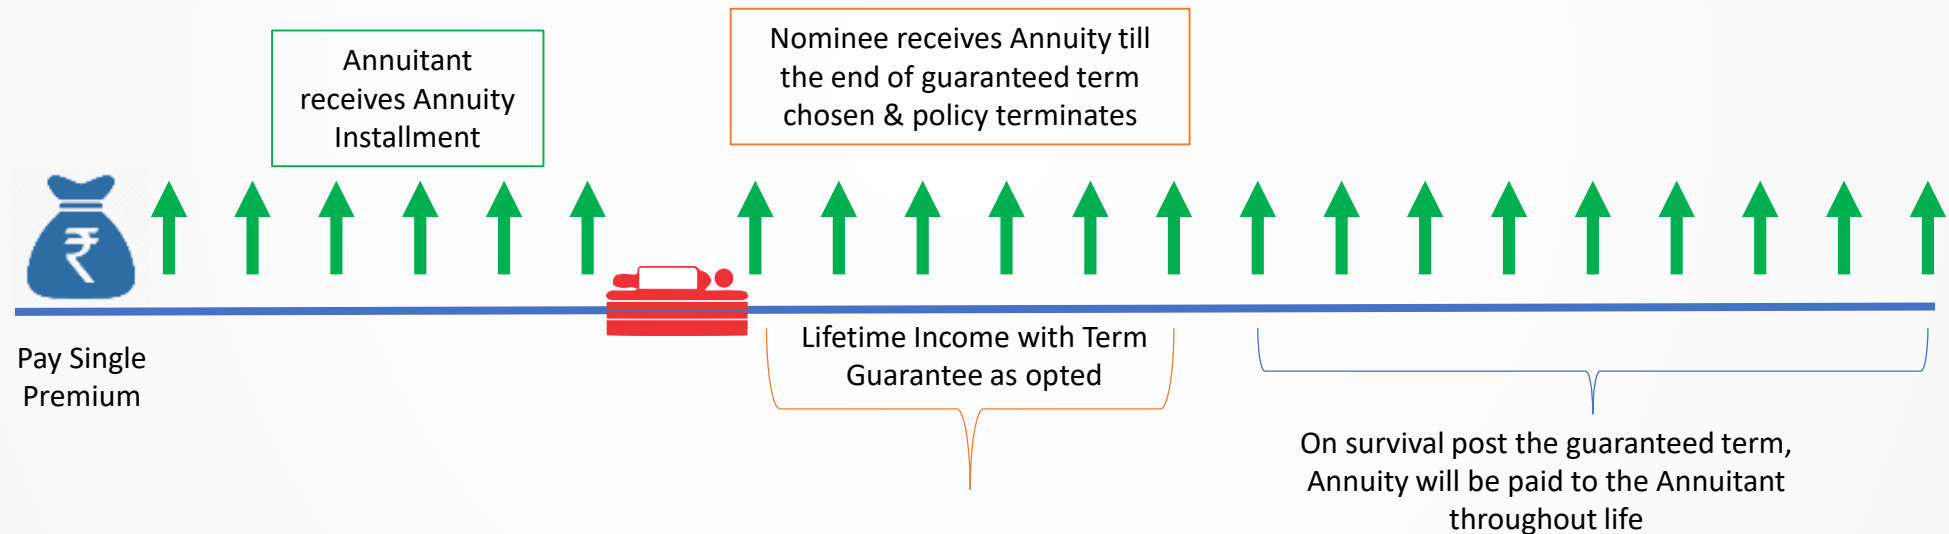 Annuitant
receives Annuity
Installment
Nominee receives Annuity till
the end of guaranteed term
chosen & policy terminates
₹
Pay Single
Premium
Lifetime Income with Term
Guarantee as opted
On survival post the guaranteed term,
Annuity will be paid to the Annuitant
throughout life